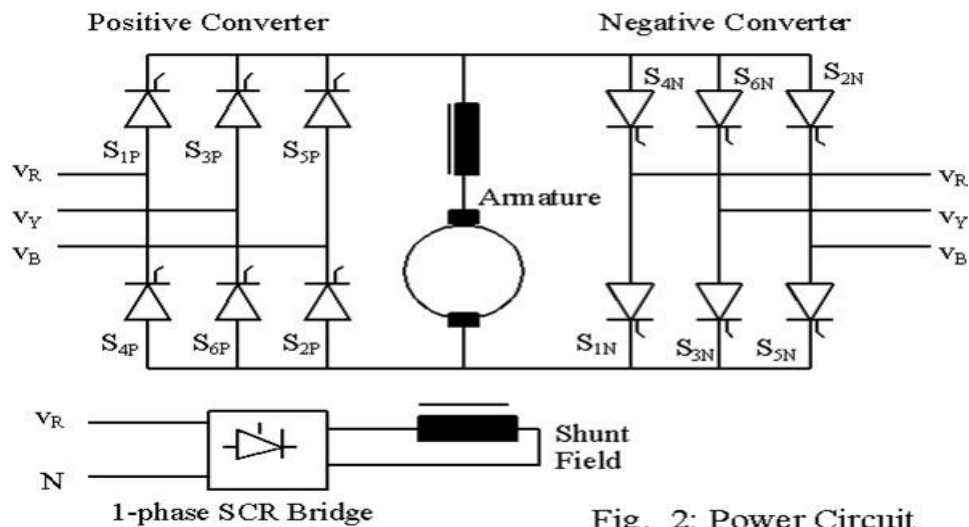 Positive Converter
Negative Converter
S4N
S6N
S2N
S1P
S3P
S5P
vR
vY
vB
Armature
vR
vY
vB
S4P
S6P
S2P
S1N
S3N
S5N
vR
N
Shunt
Field
1-phase SCR Bridge
Fig. 2: Power Circuit